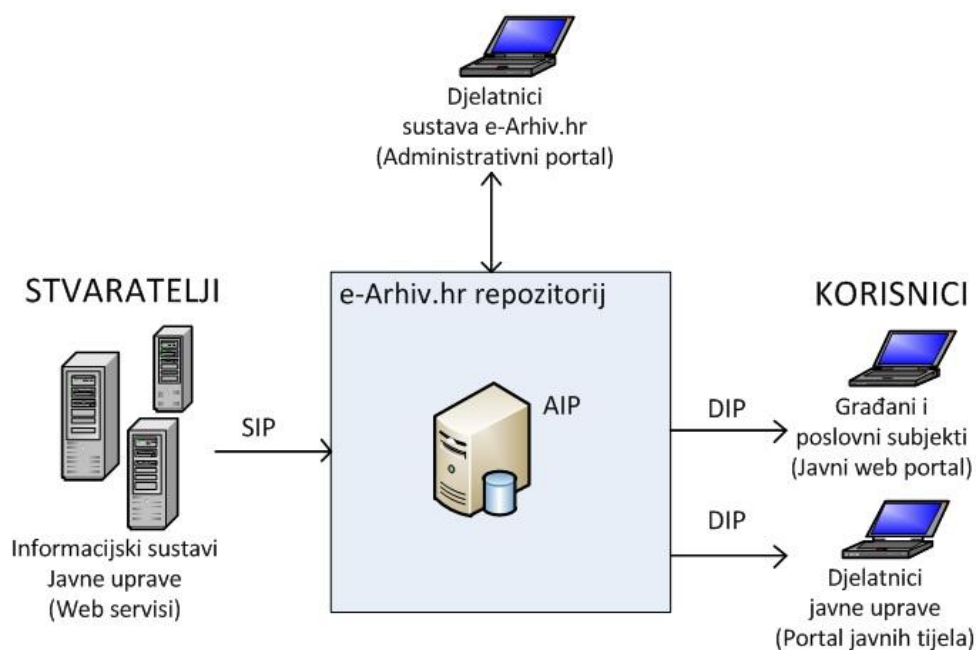 Djelatnici
sustava e-Arhiv.hr
(Administrativni portal)
STVARATELJI
e-Arhiv.hr repozitorij
KORISNICI
SIP
AIP
DIP
Građani i
poslovni subjekti
(Javni web portal)
DIP
Informacijski sustavi
Javne uprave
(Web servisi)
Djelatnici
javne uprave
(Portal javnih tijela)